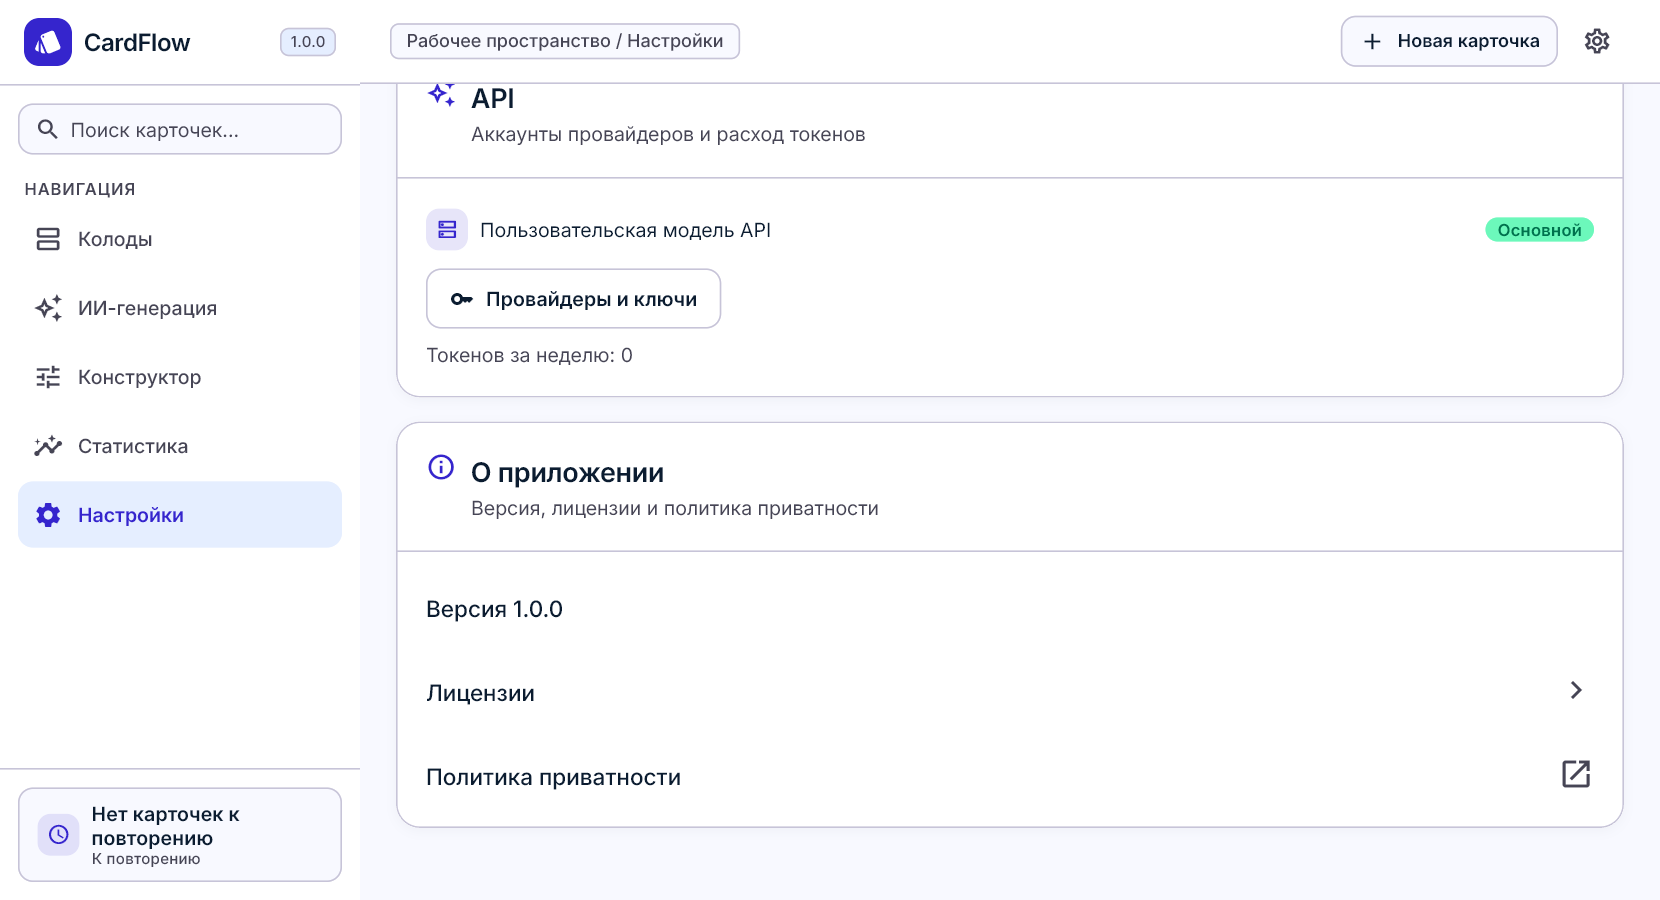 CardFlow
1.0.0
Поиск карточек...
НАВИГАЦИЯ
Колоды
ИИ-генерация
Конструктор
Статистика
Настройки
Нет карточек к
повторению
К повторению
Рабочее пространство / Настройки
Новая карточка
API
Аккаунты провайдеров и расход токенов
Пользовательская модель API
Основной
Провайдеры и ключи
Токенов за неделю: 0
О приложении
Версия, лицензии и политика приватности
Версия 1.0.0
Лицензии
Политика приватности